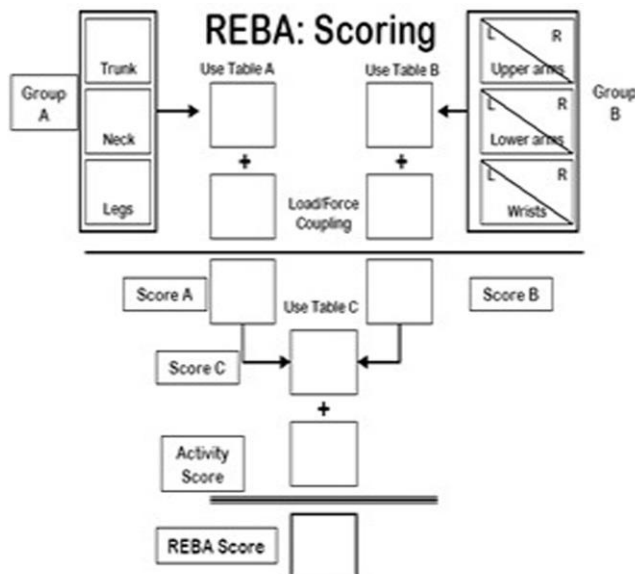 REBA: Scoring
Group
A
Trunk
Neck
Legs
Use Table A
+
Use Table B
+
Load/Force
Coupling
L R
Upper arms
L R
Lower arms
L R
Wrists
Group
B
Score A
Use Table C
Score B
Score C
+
Activity
Score
REBA Score